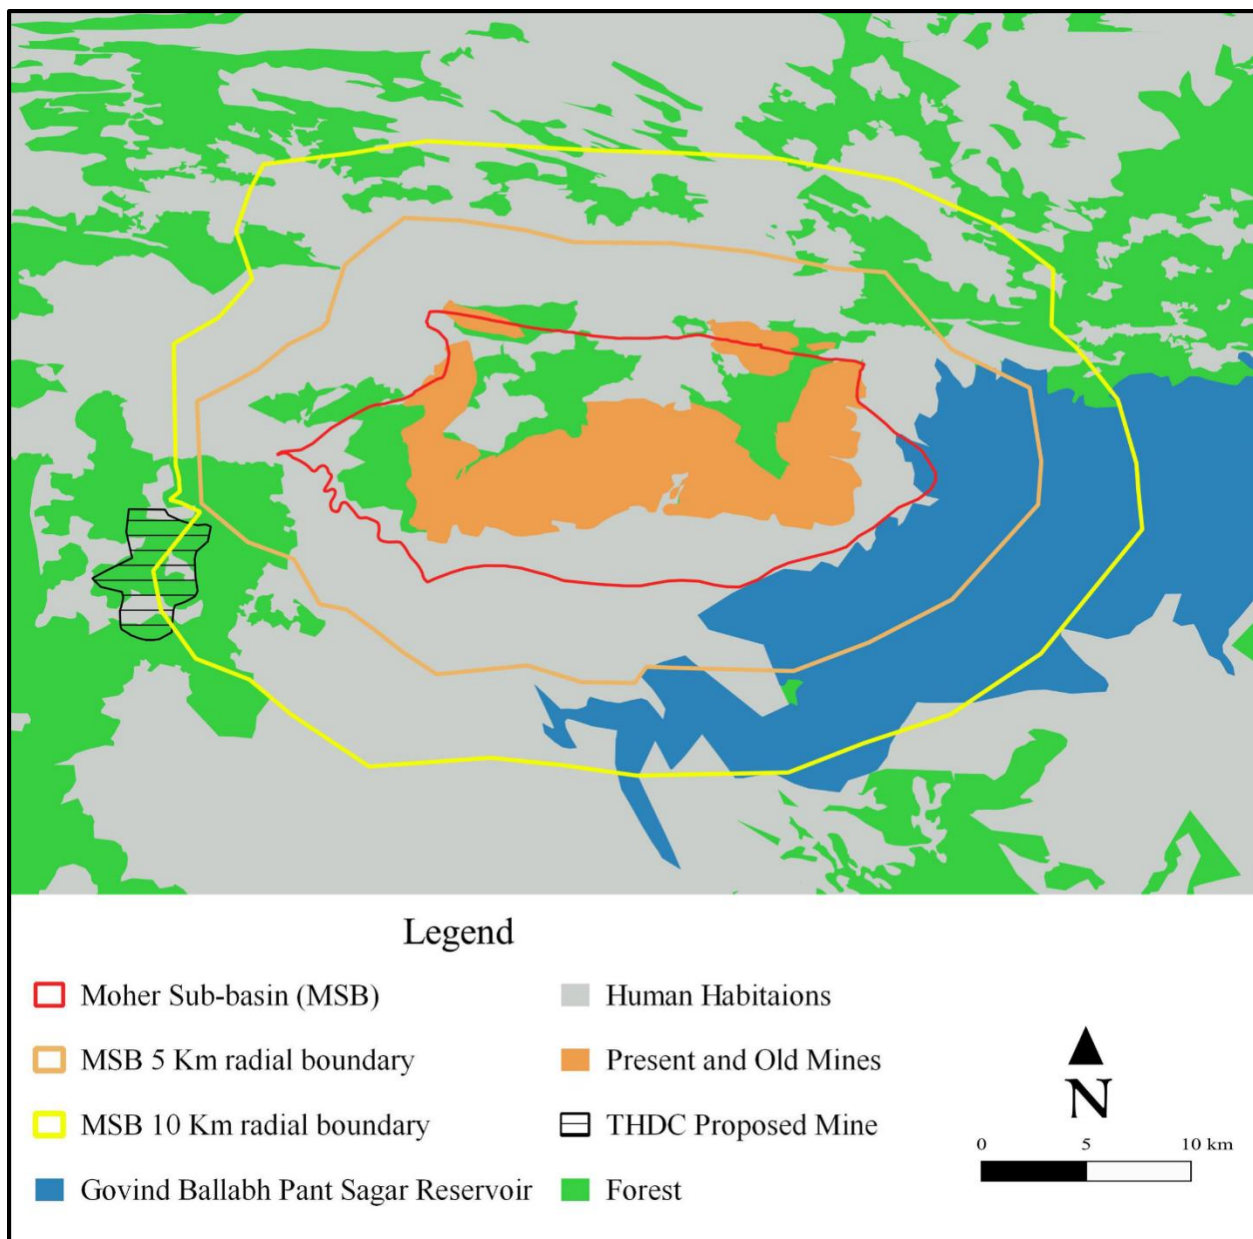 Legend
Moher Sub-basin (MSB)
MSB 5 Km radial boundary
MSB 10 Km radial boundary
Govind Ballabh Pant Sagar Reservoir
Human Habitaions
Present and Old Mines
THDC Proposed Mine
Forest
N
0 5 10 km